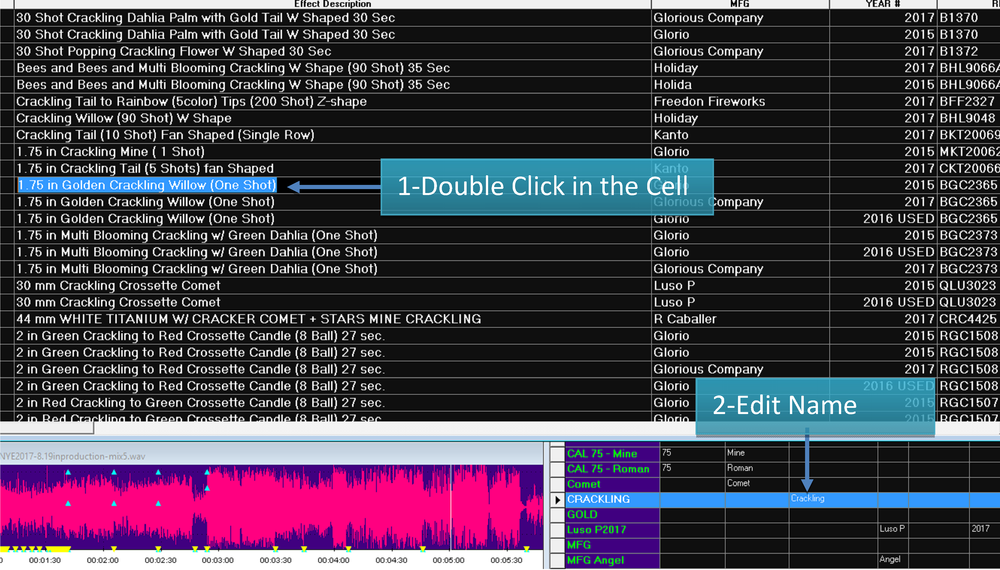 Effect Description MFG YEAR #
30 Shot Crackling Dahlia Palm with Gold Tail W Shaped 30 Sec Glorious Company 2017 B1370
30 Shot Crackling Dahlia Palm with Gold Tail W Shaped 30 Sec Glorio 2015 B1370
30 Shot Popping Crackling Flower W Shaped 30 Sec Glorious Company 2017 B1372
Bees and Bees and Multi Blooming Crackling W Shape (90 Shot) 35 Sec Holiday 2017 BHL9066A
Bees and Bees and Multi Blooming Crackling W Shape (90 Shot) 35 Sec Holida 2015 BHL9066A
Crackling Tail to Rainbow (5color) Tips (200 Shot) Z-shape Freedon Fireworks 2017 BFF2327
Crackling Willow (90 Shot) W Shape Holiday 2017 BHL9048
Crackling Tail (10 Shot) Fan Shaped (Single Row) Kanto 2017 BKT20069
1.75 in Crackling Mine ( 1 Shot) Glorio 2015 MKT20062
1.75 in Crackling Tail (5 Shots) fan Shaped Kanto 2017 CKT20066
1.75 in Golden Crackling Willow (One Shot) Glorio 2015 BGC2365
1-Double Click in the Cell
1.75 in Golden Crackling Willow (One Shot) Glorious Company 2017 BGC2365
1.75 in Golden Crackling Willow (One Shot) Glorio 2016 USED BGC2365
1.75 in Multi Blooming Crackling w/ Green Dahlia (One Shot) Glorio 2015 BGC2373
1.75 in Multi Blooming Crackling w/ Green Dahlia (One Shot) Glorio 2016 USED BGC2373
1.75 in Multi Blooming Crackling w/ Green Dahlia (One Shot) Glorious Company 2017 BGC2373
30 mm Crackling Crossette Comet Luso P 2015 QLU3023
30 mm Crackling Crossette Comet Luso P 2016 USED QLU3023
44 mm WHITE TITANIUM W/ CRACKER COMET + STARS MINE CRACKLING R Caballer 2017 CRC4425
2 in Green Crackling to Red Crossette Candle (8 Ball) 27 sec. Glorio 2015 RGC1508
2 in Green Crackling to Red Crossette Candle (8 Ball) 27 sec. Glorio 2015 RGC1508
2 in Green Crackling to Red Crossette Candle (8 Ball) 27 sec. Glorious Company 2017 RGC1508
2 in Green Crackling to Red Crossette Candle (8 Ball) 27 sec. Glorio 2016 USED RGC1508
2 in Red Crackling to Green Crossette Candle (8 Ball) 27 sec. Glorio 2015 RGC1507
2-Edit Name
2 in Red Crackling to Green Crossette Candle (8 Ball) 27 sec Glorio 2015 RGC1507
NYE2017-8.19inproduction-mix5.wav
00:01:30 00:02:00 00:02:30 00:03:00 00:03:30 00:04:00 00:04:30 00:05:00 00:05:30
CAL 75 - Mine 75 Mine
CAL 75 - Roman 75 Roman
Comet Comet
CRACKLING Crackling
GOLD
Luso P2017 Luso P 2017
MFG
MFG Angel Angel